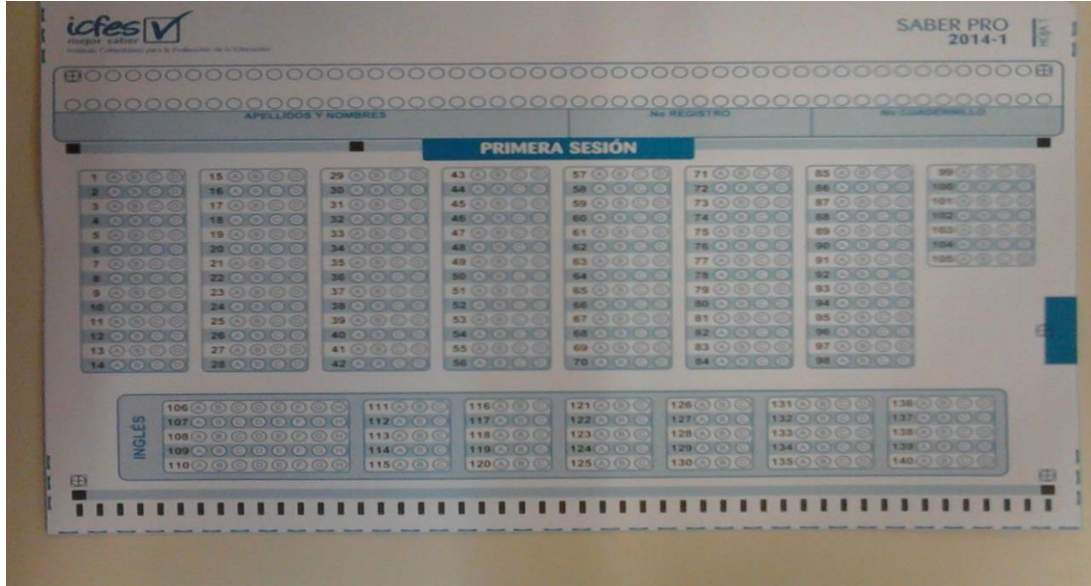 icfes
mejor saber
SABER PRO
2014-1
HOJA 1
APELLIDOS Y NOMBRES No REGISTRO No CUADERNILLO
PRIMERA SESIÓN
1 A B C D 15 A B C D 29 A B C D 43 A B C D 57 A B C D 71 A B C D 85 A B C D 99 A B C D
2 A B C D 16 A B C D 30 A B C D 44 A B C D 58 A B C D 72 A B C D 86 A B C D 100 A B C D
3 A B C D 17 A B C D 31 A B C D 45 A B C D 59 A B C D 73 A B C D 87 A B C D 101 A B C D
4 A B C D 18 A B C D 32 A B C D 46 A B C D 60 A B C D 74 A B C D 88 A B C D 102 A B C D
5 A B C D 19 A B C D 33 A B C D 47 A B C D 61 A B C D 75 A B C D 89 A B C D 103 A B C D
6 A B C D 20 A B C D 34 A B C D 48 A B C D 62 A B C D 76 A B C D 90 A B C D 104 A B C D
7 A B C D 21 A B C D 35 A B C D 49 A B C D 63 A B C D 77 A B C D 91 A B C D 105 A B C D
8 A B C D 22 A B C D 36 A B C D 50 A B C D 64 A B C D 78 A B C D 92 A B C D
9 A B C D 23 A B C D 37 A B C D 51 A B C D 65 A B C D 79 A B C D 93 A B C D
10 A B C D 24 A B C D 38 A B C D 52 A B C D 66 A B C D 80 A B C D 94 A B C D
11 A B C D 25 A B C D 39 A B C D 53 A B C D 67 A B C D 81 A B C D 95 A B C D
12 A B C D 26 A B C D 40 A B C D 54 A B C D 68 A B C D 82 A B C D 96 A B C D
13 A B C D 27 A B C D 41 A B C D 55 A B C D 69 A B C D 83 A B C D 97 A B C D
14 A B C D 28 A B C D 42 A B C D 56 A B C D 70 A B C D 84 A B C D 98 A B C D
INGLÉS
106 A B C D E F G H 111 A B C 116 A B C 121 A B C 126 A B C 131 A B C D 136 A B C D
107 A B C D E F G H 112 A B C 117 A B C 122 A B C 127 A B C 132 A B C D 137 A B C D
108 A B C D E F G H 113 A B C 118 A B C 123 A B C 128 A B C 133 A B C D 138 A B C D
109 A B C D E F G H 114 A B C 119 A B C 124 A B C 129 A B C 134 A B C D 139 A B C D
110 A B C D E F G H 115 A B C 120 A B C 125 A B C 130 A B C 135 A B C D 140 A B C D